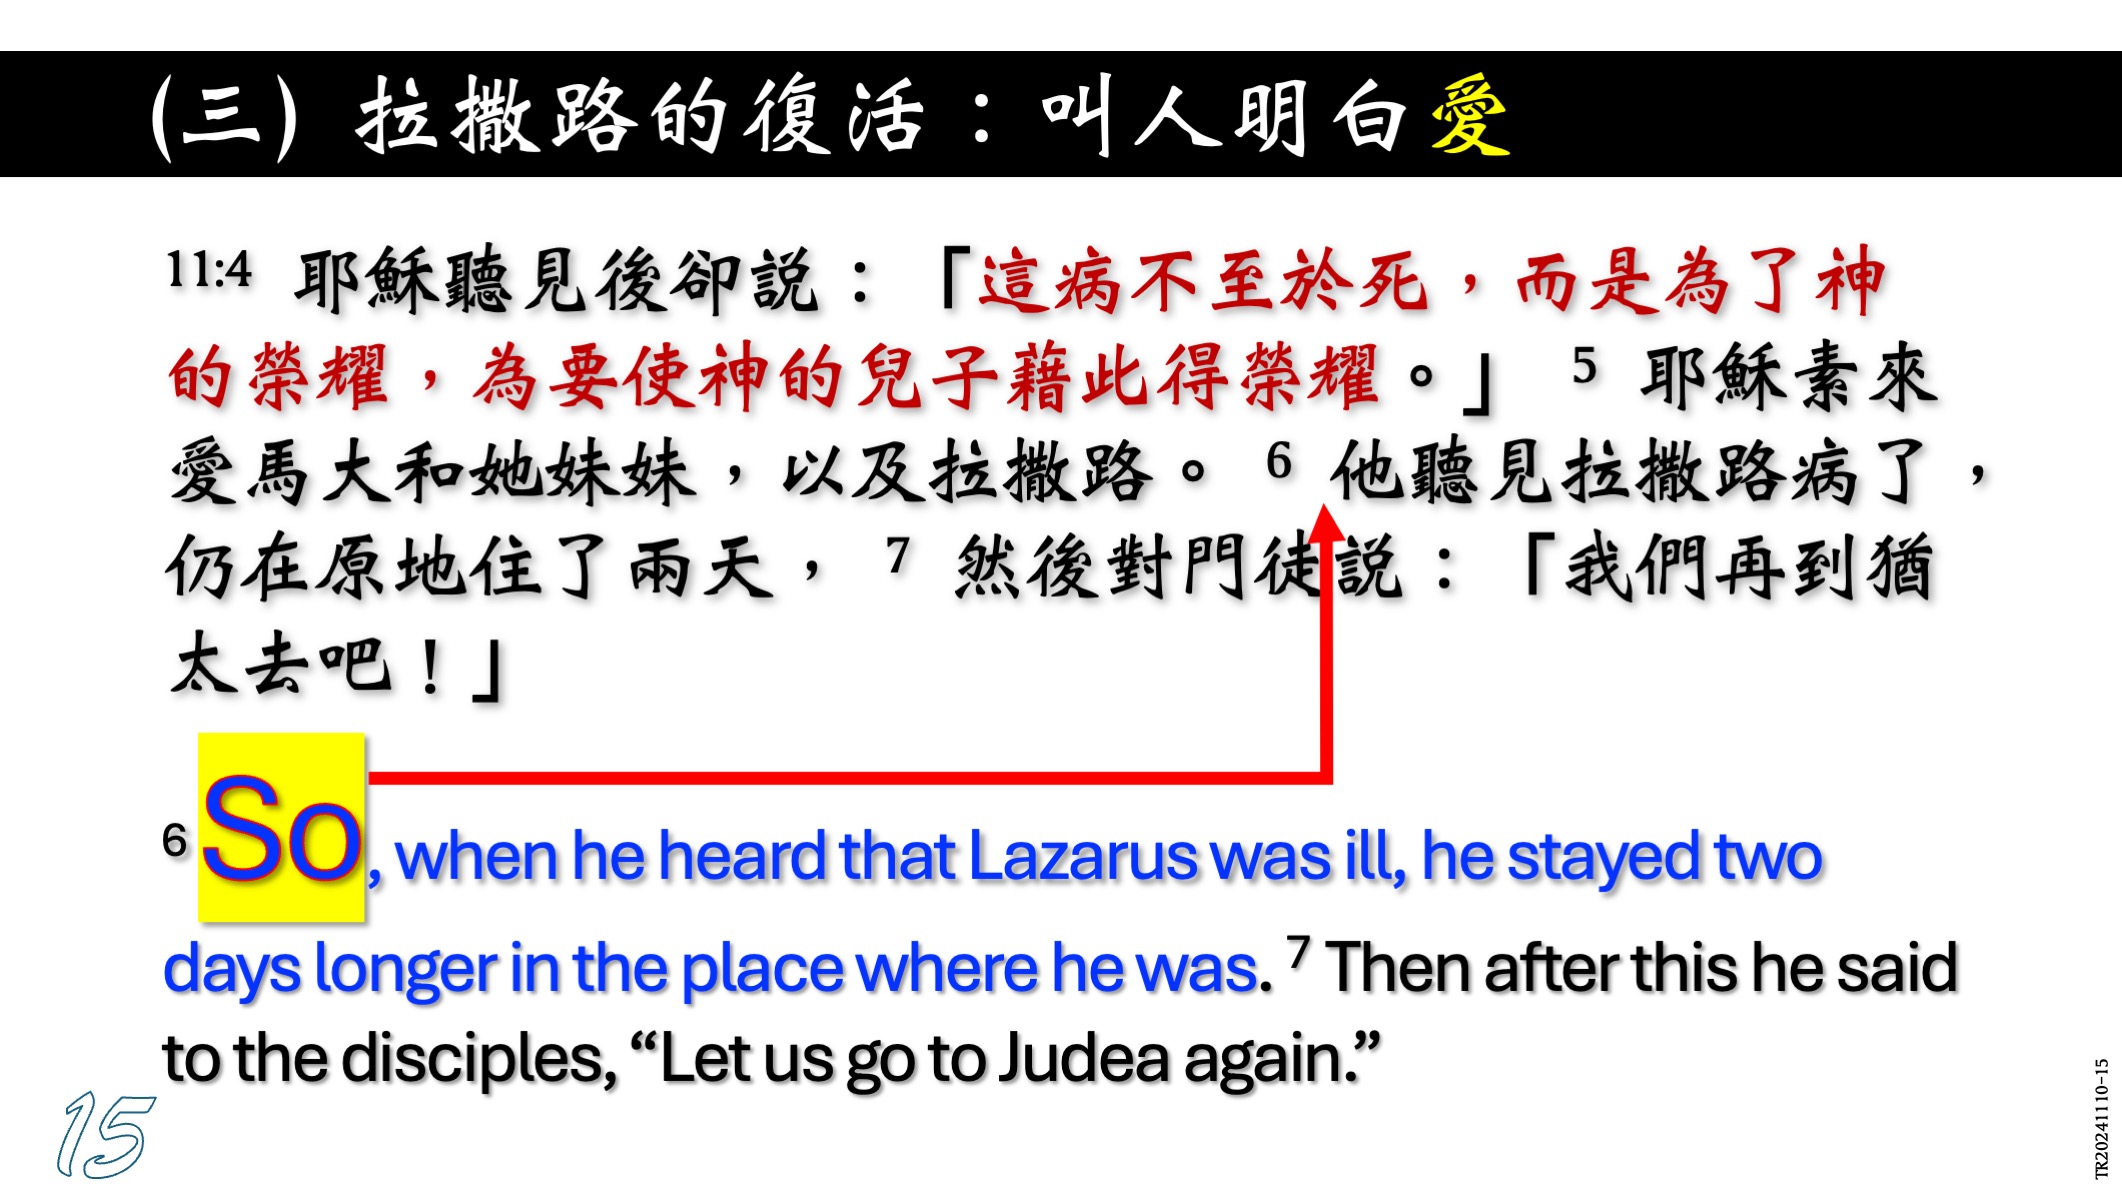 (三) 拉撒路的復活：叫人明白愛
11:4 耶穌聽見後卻説：「這病不至於死，而是為了神
的榮耀，為要使神的兒子藉此得榮耀。」 5 耶穌素來
愛馬大和她妹妹，以及拉撒路。 6 他聽見拉撒路病了，
仍在原地住了兩天， 7 然後對門徒説：「我們再到猶
太去吧！」
6 So, when he heard that Lazarus was ill, he stayed two
days longer in the place where he was. 7 Then after this he said
to the disciples, “Let us go to Judea again.”
15
TR20241110-15